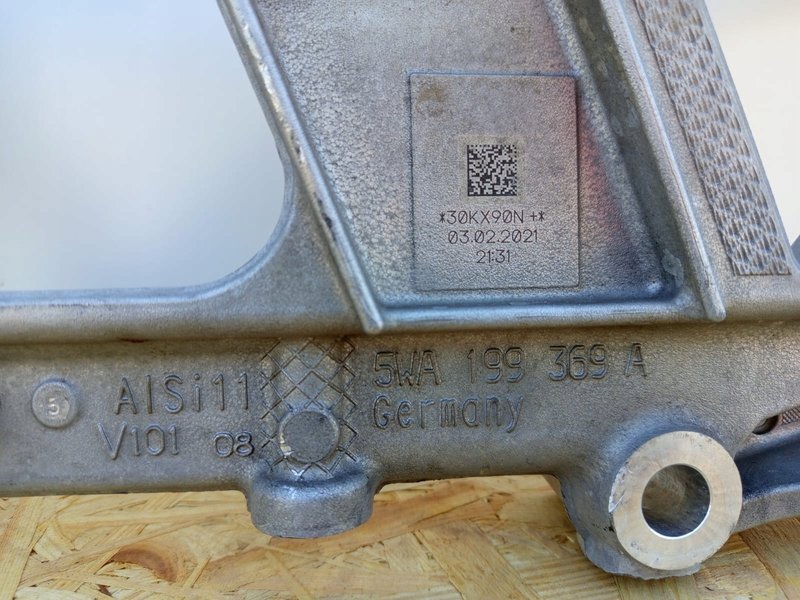 *30KX90N +*
03.02.2021
21:31
5WA 199 369 A
Germany
5
AlSi11
V101 08